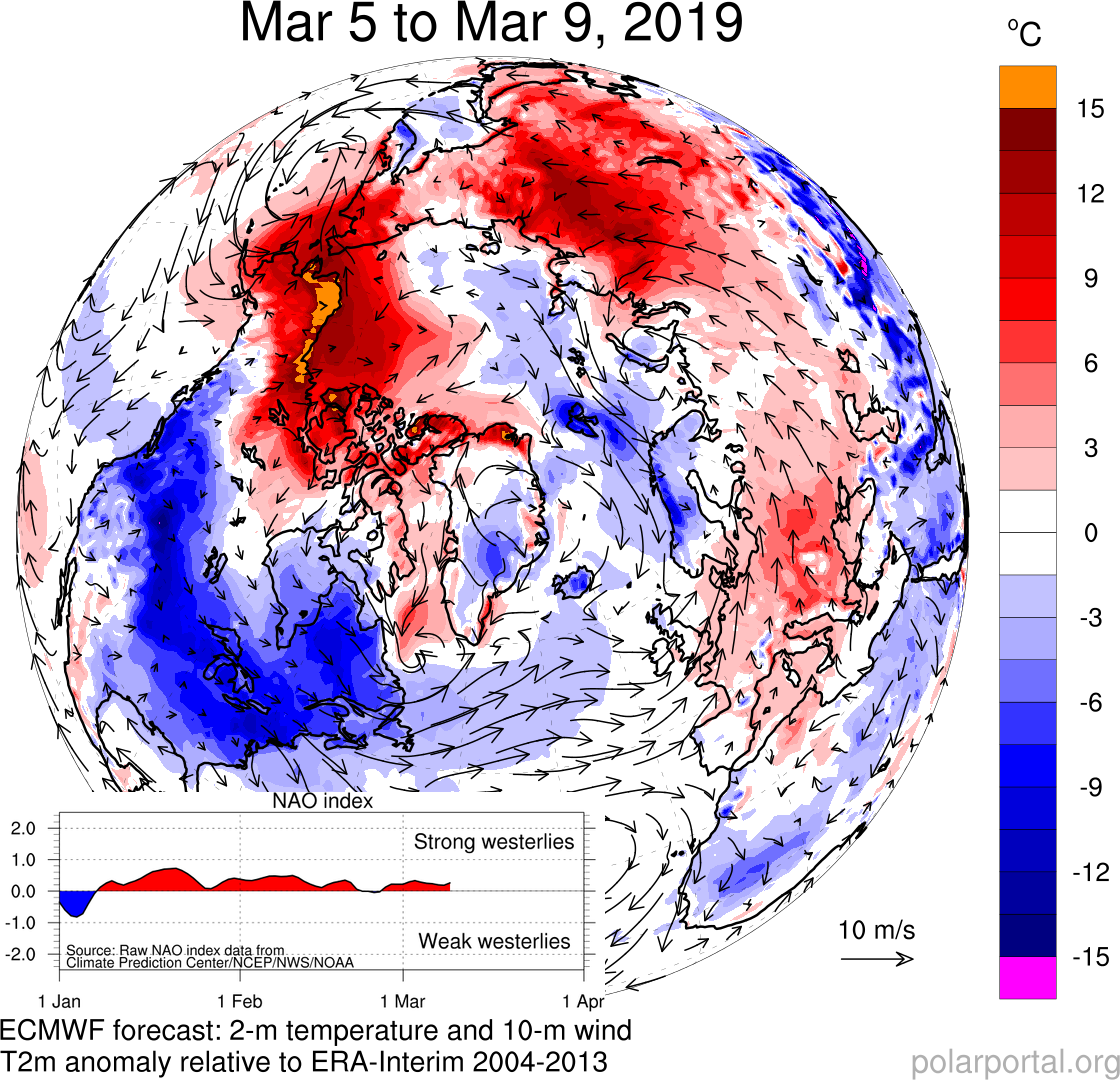 Mar 5 to Mar 9, 2019
oC
15
12
9
6
3
0
-3
-6
-9
-12
-15
10 m/s
NAO index
2.0
1.0
0.0
-1.0
-2.0
Strong westerlies
Weak westerlies
Source: Raw NAO index data from
Climate Prediction Center/NCEP/NWS/NOAA
1 Jan
1 Feb
1 Mar
1 Apr
ECMWF forecast: 2-m temperature and 10-m wind
T2m anomaly relative to ERA-Interim 2004-2013
polarportal.org